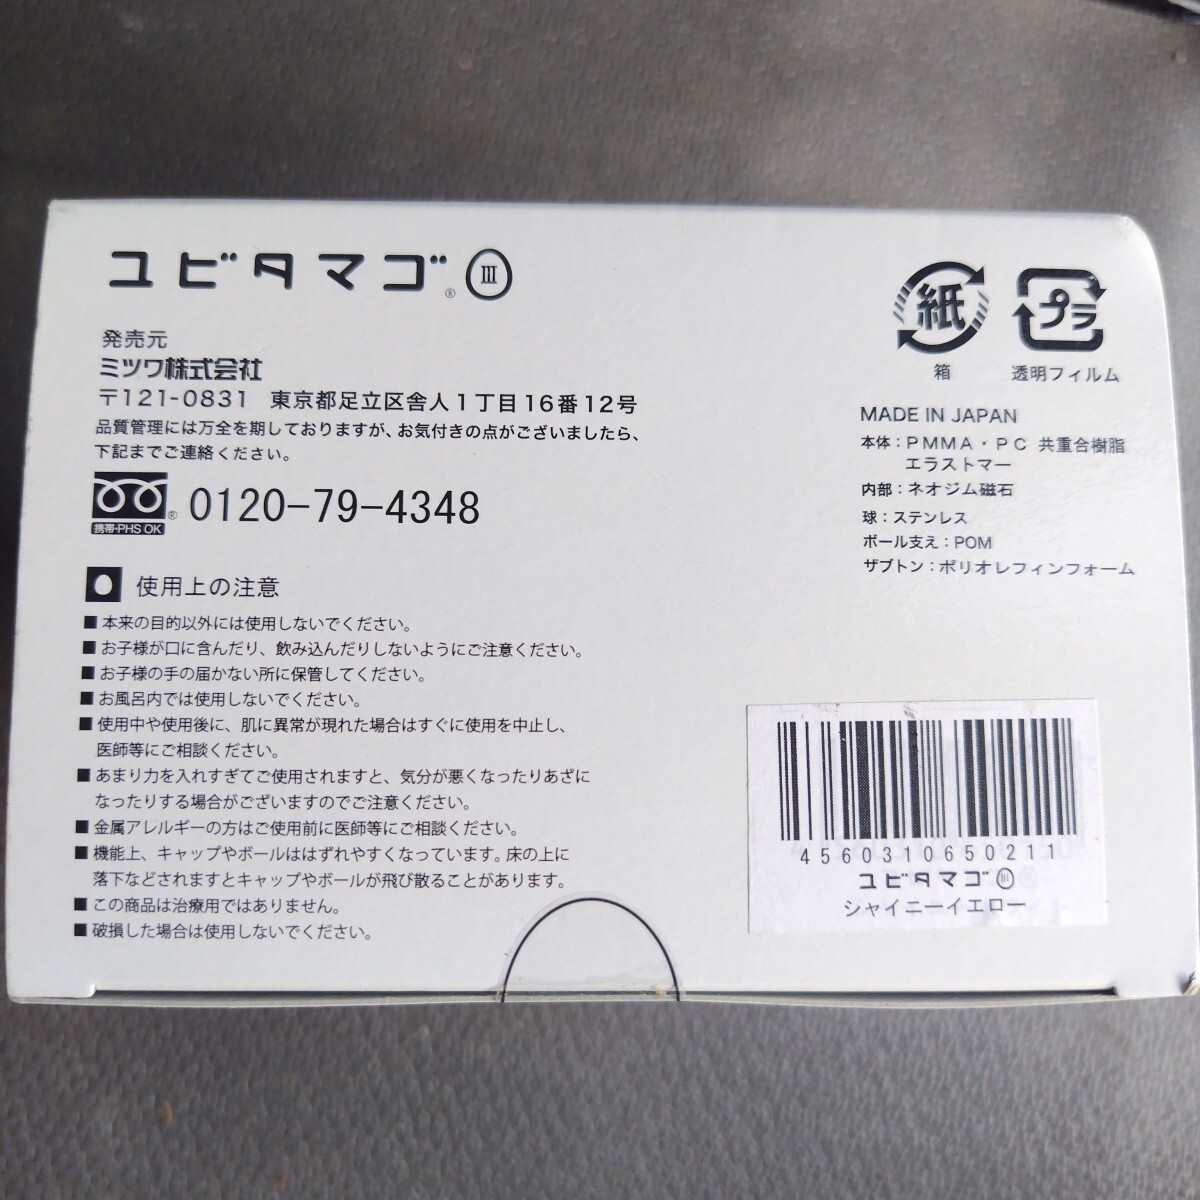 ユビタマゴ® III
発売元
ミツワ株式会社
〒121-0831 東京都足立区舎人1丁目16番12号
品質管理には万全を期しておりますが、お気付きの点がございましたら、
下記までご連絡ください。
携帯・PHS OK ® 0120-79-4348
使用上の注意
■本来の目的以外には使用しないでください。
■お子様が口に含んだり、飲み込んだりしないようにご注意ください。
■お子様の手の届かない所に保管してください。
■お風呂内では使用しないでください。
■使用中や使用後に、肌に異常が現れた場合はすぐに使用を中止し、
医師等にご相談ください。
■あまり力を入れすぎてご使用されますと、気分が悪くなったりあざに
なったりする場合がございますのでご注意ください。
■金属アレルギーの方はご使用前に医師等にご相談ください。
■機能上、キャップやボールははずれやすくなっています。床の上に
落下などされますとキャップやボールが飛び散ることがあります。
■この商品は治療用ではありません。
■破損した場合は使用しないでください。
紙 プラ
箱 透明フィルム
MADE IN JAPAN
本体：PMMA・PC 共重合樹脂
エラストマー
内部：ネオジム磁石
球：ステンレス
ボール支え：POM
ザブトン：ポリオレフィンフォーム
4560310650211
ユビタマゴ III
シャイニーイエロー